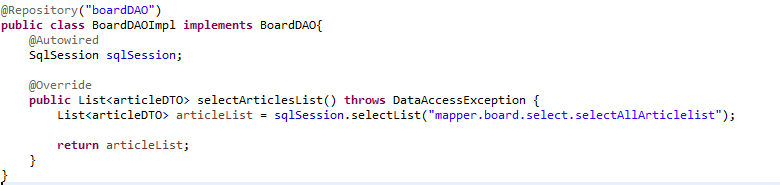 @Repository("boardDAO")
public class BoardDAOImpl implements BoardDAO{
@Autowired
SqlSession sqlSession;
@Override
public List<articleDTO> selectArticlesList() throws DataAccessException {
List<articleDTO> articleList = sqlSession.selectList("mapper.board.select.selectAllArticlelist");
return articleList;
}
}